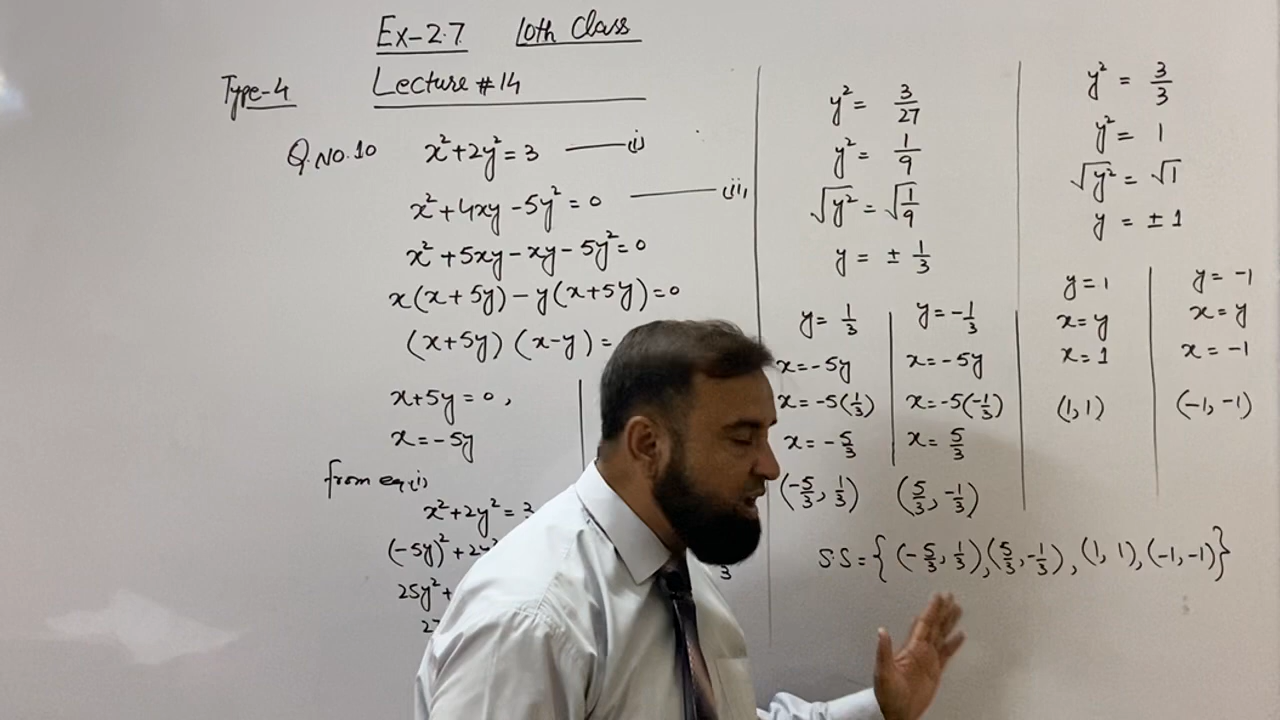 Ex-2.7 10th Class
Type-4 Lecture #14
Q.No.10 x²+2y²=3 —— (i)
x²+4xy-5y²=0 —— (ii)
x²+5xy-xy-5y²=0
x(x+5y)-y(x+5y)=0
(x+5y)(x-y)=
x+5y=0,
x=-5y
from eq(i)
x²+2y²=3
(-5y)²+2y²
25y²+
27
3
y² = 3/27
y² = 1/9
√y² = √1/9
y = ± 1/3
y = 1/3
x=-5y
x=-5(1/3)
x=-5/3
(-5/3, 1/3)
y=-1/3
x=-5y
x=-5(-1/3)
x=5/3
(5/3, -1/3)
y² = 3/3
y² = 1
√y² = √1
y = ±1
y=1
x=y
x=1
(1,1)
y=-1
x=y
x=-1
(-1,-1)
S.S={(-5/3, 1/3),(5/3,-1/3),(1,1),(-1,-1)}